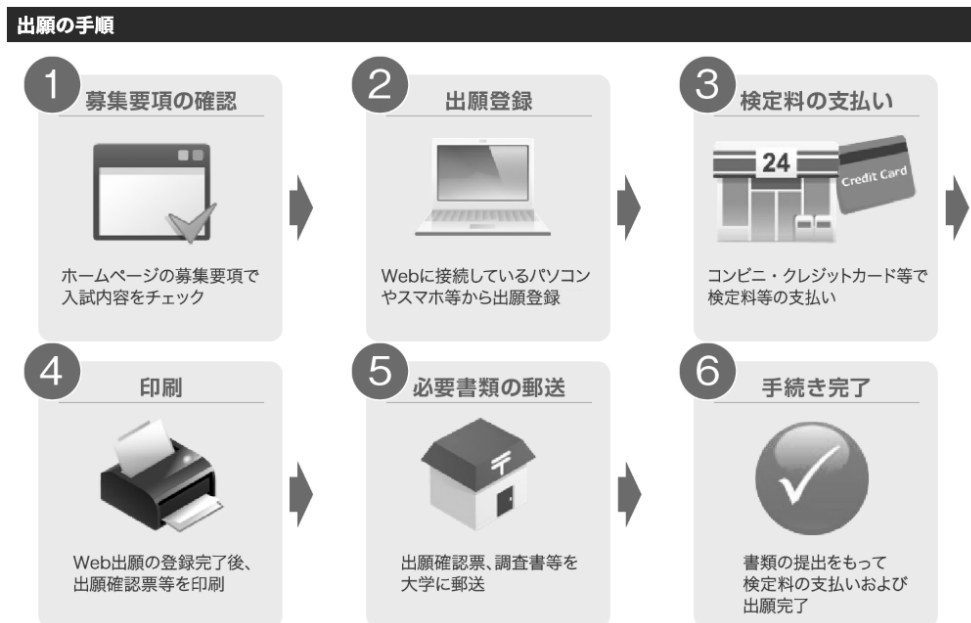 出願の手順
1
募集要項の確認
ホームページの募集要項で
入試内容をチェック
2
出願登録
Webに接続しているパソコン
やスマホ等から出願登録
3
検定料の支払い
24
Credit Card
コンビニ・クレジットカード等で
検定料等の支払い
4
印刷
Web出願の登録完了後、
出願確認票等を印刷
5
必要書類の郵送
〒
出願確認票、調査書等を
大学に郵送
6
手続き完了
書類の提出をもって
検定料の支払いおよび
出願完了